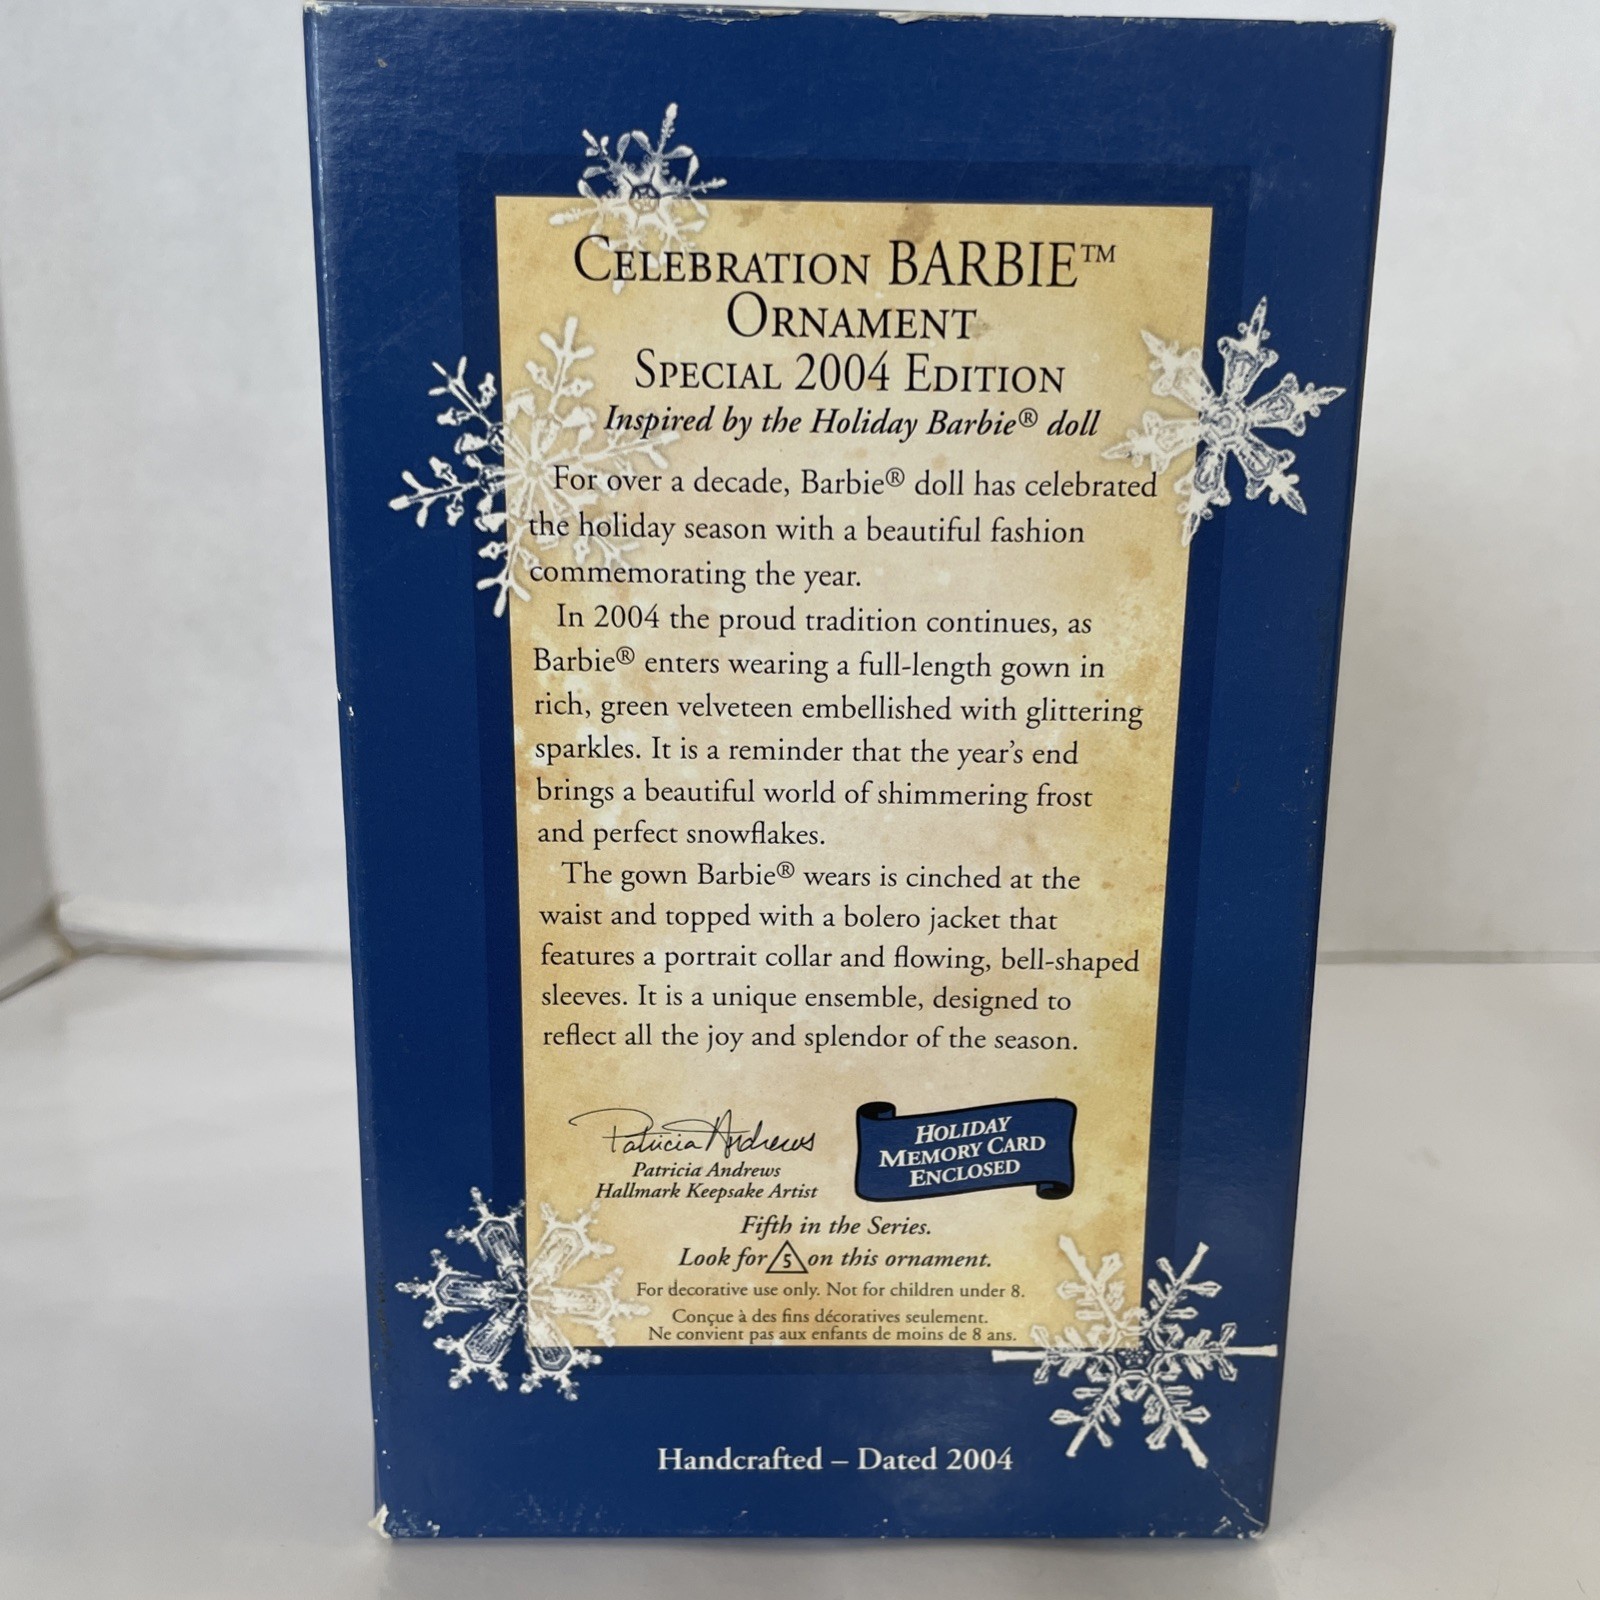 CELEBRATION BARBIE™
ORNAMENT
SPECIAL 2004 EDITION
Inspired by the Holiday Barbie® doll
For over a decade, Barbie® doll has celebrated
the holiday season with a beautiful fashion
commemorating the year.
In 2004 the proud tradition continues, as
Barbie® enters wearing a full-length gown in
rich, green velveteen embellished with glittering
sparkles. It is a reminder that the year's end
brings a beautiful world of shimmering frost
and perfect snowflakes.
The gown Barbie® wears is cinched at the
waist and topped with a bolero jacket that
features a portrait collar and flowing, bell-shaped
sleeves. It is a unique ensemble, designed to
reflect all the joy and splendor of the season.
Patricia Andrews
Patricia Andrews
Hallmark Keepsake Artist
HOLIDAY
MEMORY CARD
ENCLOSED
Fifth in the Series.
Look for 5 on this ornament.
For decorative use only. Not for children under 8.
Conçue à des fins décoratives seulement.
Ne convient pas aux enfants de moins de 8 ans.
Handcrafted – Dated 2004